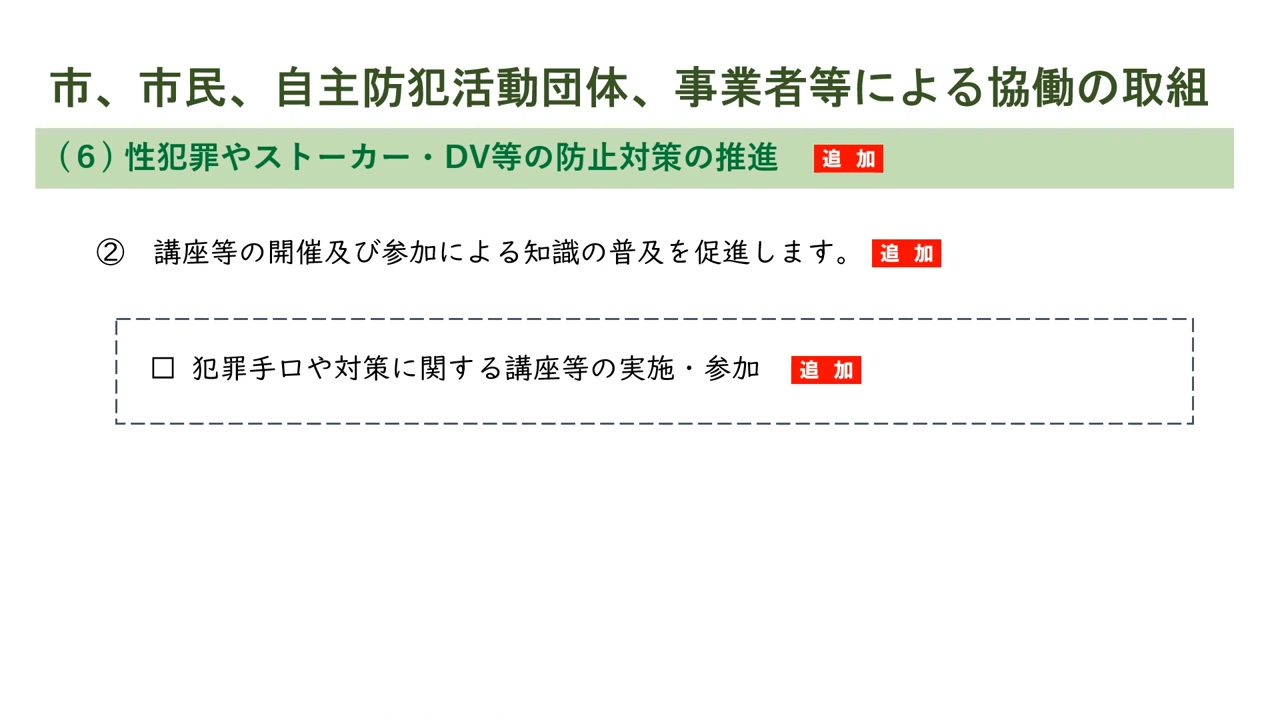 市、市民、自主防犯活動団体、事業者等による協働の取組
（6）性犯罪やストーカー・DV等の防止対策の推進 追 加
② 講座等の開催及び参加による知識の普及を促進します。 追 加
□ 犯罪手口や対策に関する講座等の実施・参加 追 加